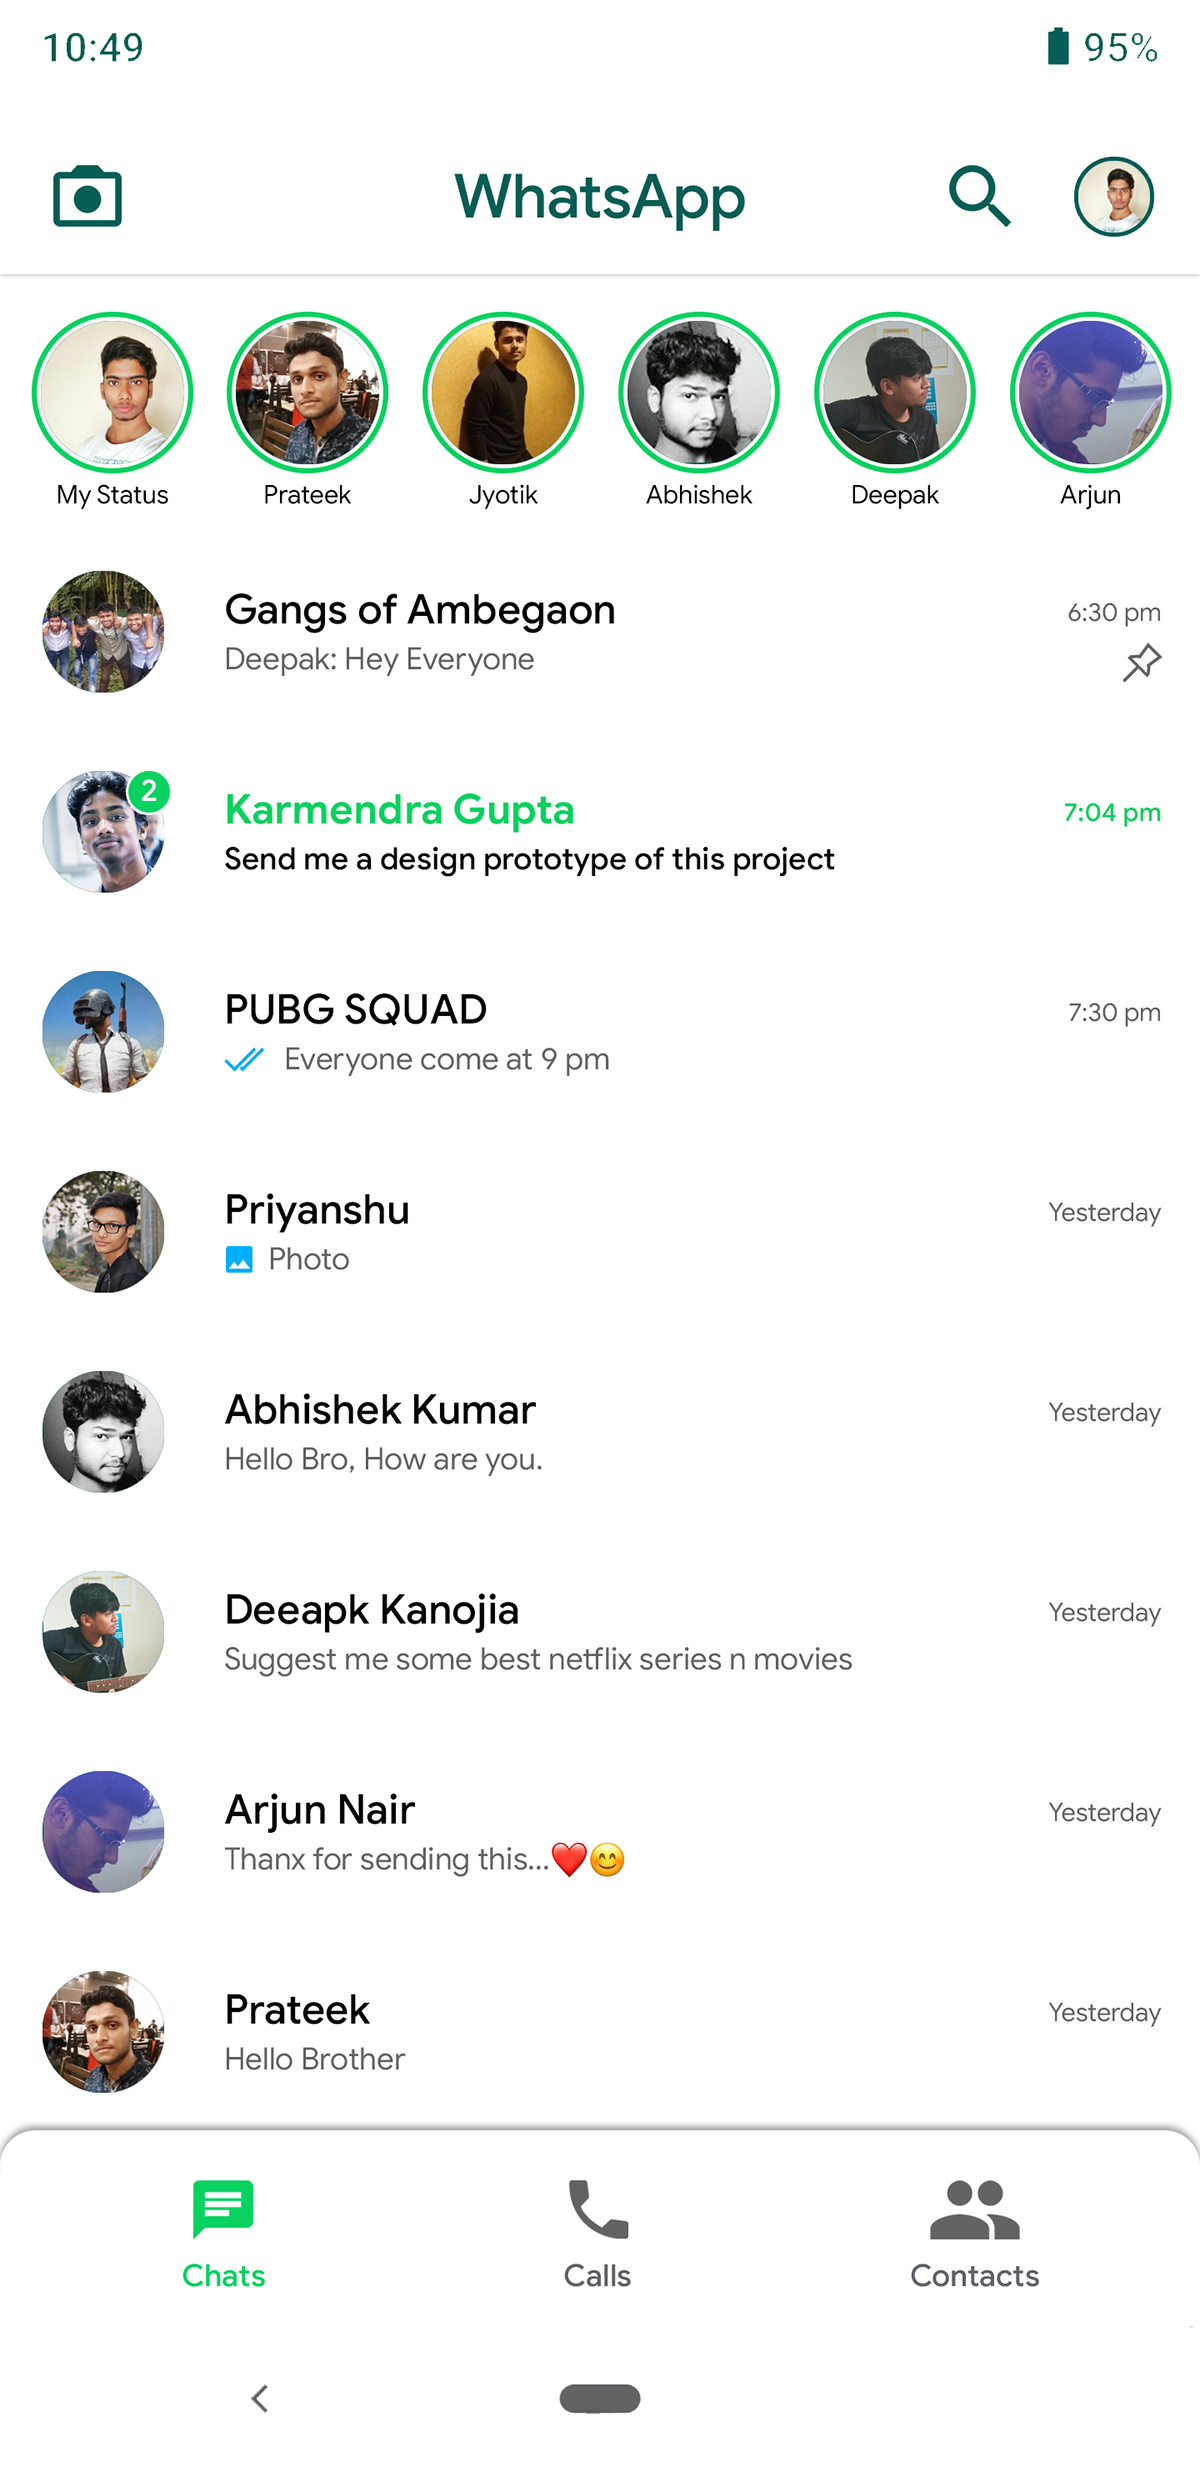 10:49
95%
WhatsApp
My Status
Prateek
Jyotik
Abhishek
Deepak
Arjun
Gangs of Ambegaon
6:30 pm
Deepak: Hey Everyone
2
Karmendra Gupta
7:04 pm
Send me a design prototype of this project
PUBG SQUAD
7:30 pm
Everyone come at 9 pm
Priyanshu
Yesterday
Photo
Abhishek Kumar
Yesterday
Hello Bro, How are you.
Deeapk Kanojia
Yesterday
Suggest me some best netflix series n movies
Arjun Nair
Yesterday
Thanx for sending this...❤️😊
Prateek
Yesterday
Hello Brother
Chats
Calls
Contacts